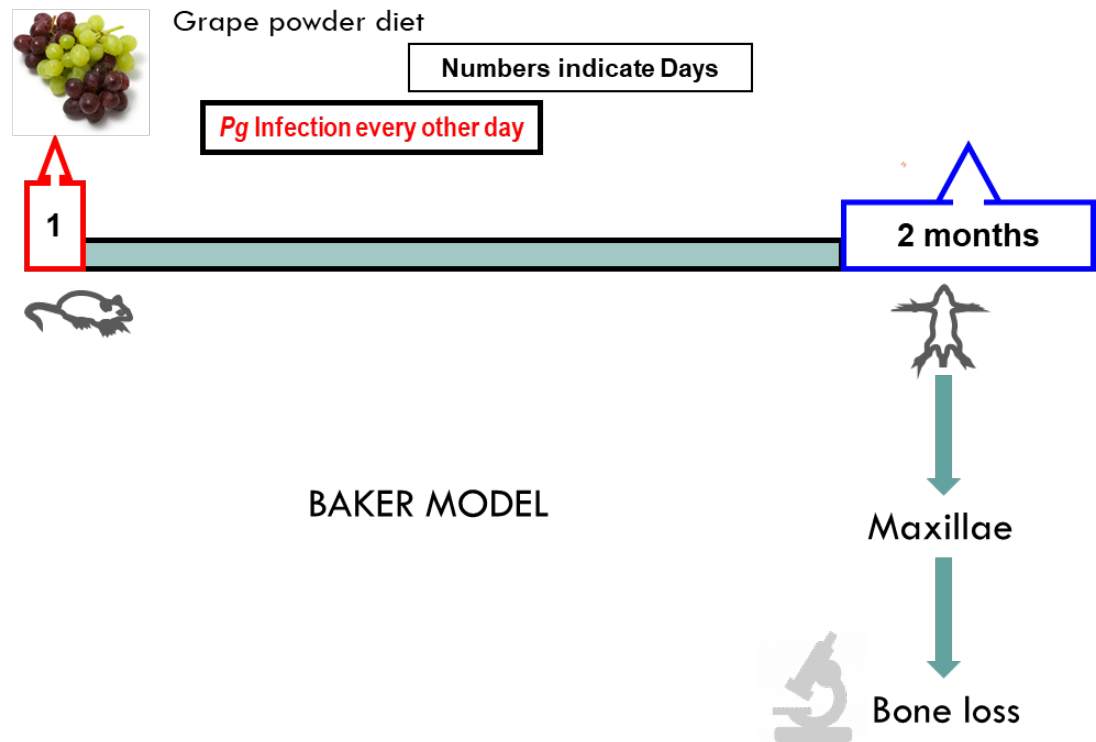 Grape powder diet
Numbers indicate Days
Pg Infection every other day
1
2 months
BAKER MODEL
Maxillae
Bone loss